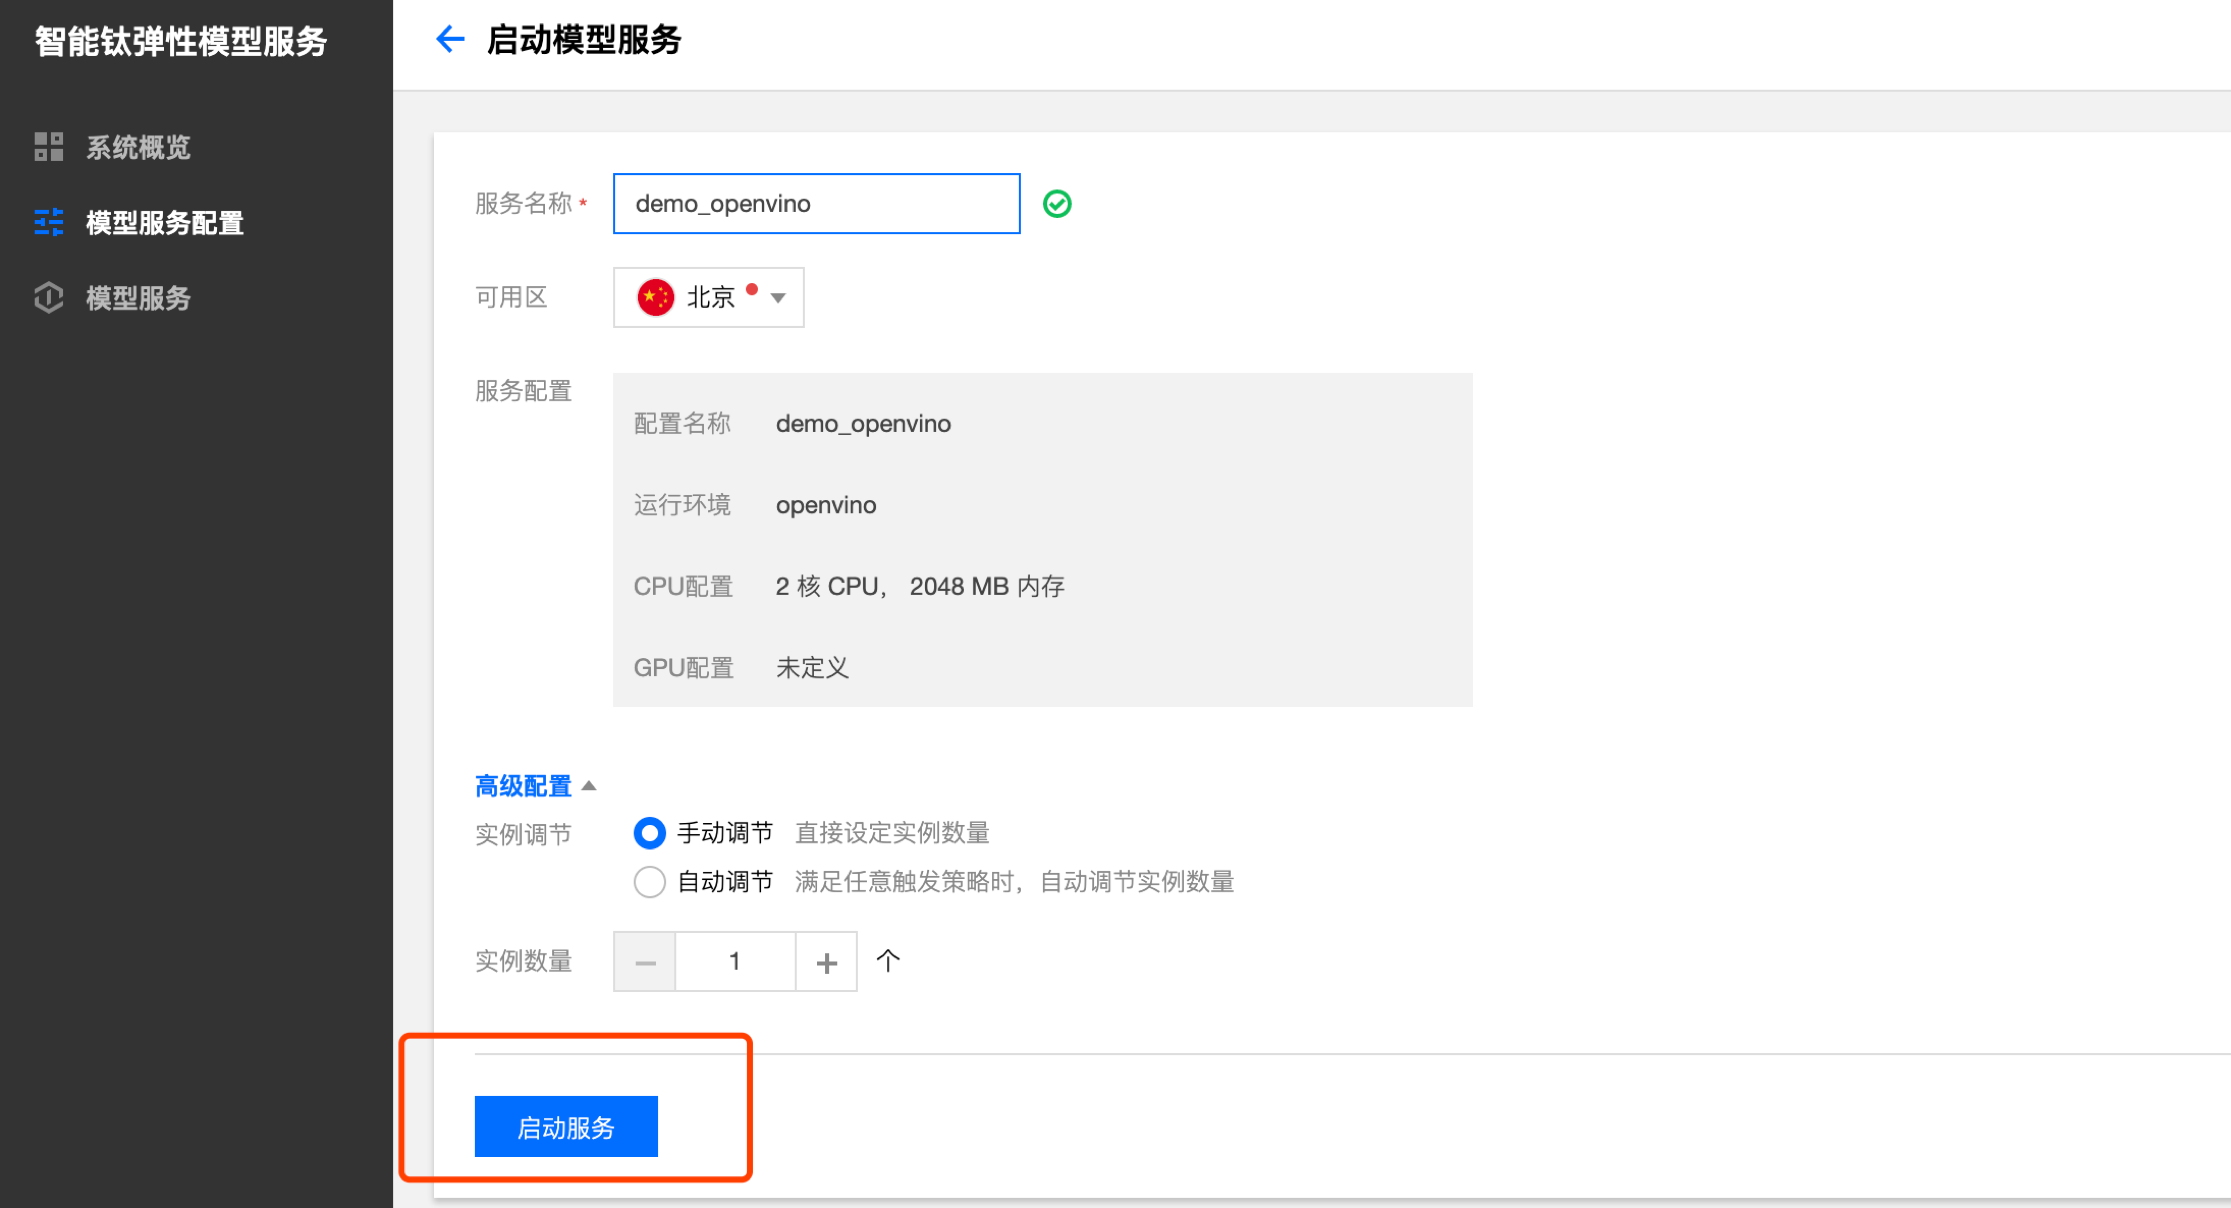 智能钛弹性模型服务
系统概览
模型服务配置
模型服务
启动模型服务
服务名称* demo_openvino
可用区 北京
服务配置
配置名称 demo_openvino
运行环境 openvino
CPU配置 2 核 CPU， 2048 MB 内存
GPU配置 未定义
高级配置
实例调节 手动调节 直接设定实例数量
自动调节 满足任意触发策略时，自动调节实例数量
实例数量 − 1 + 个
启动服务